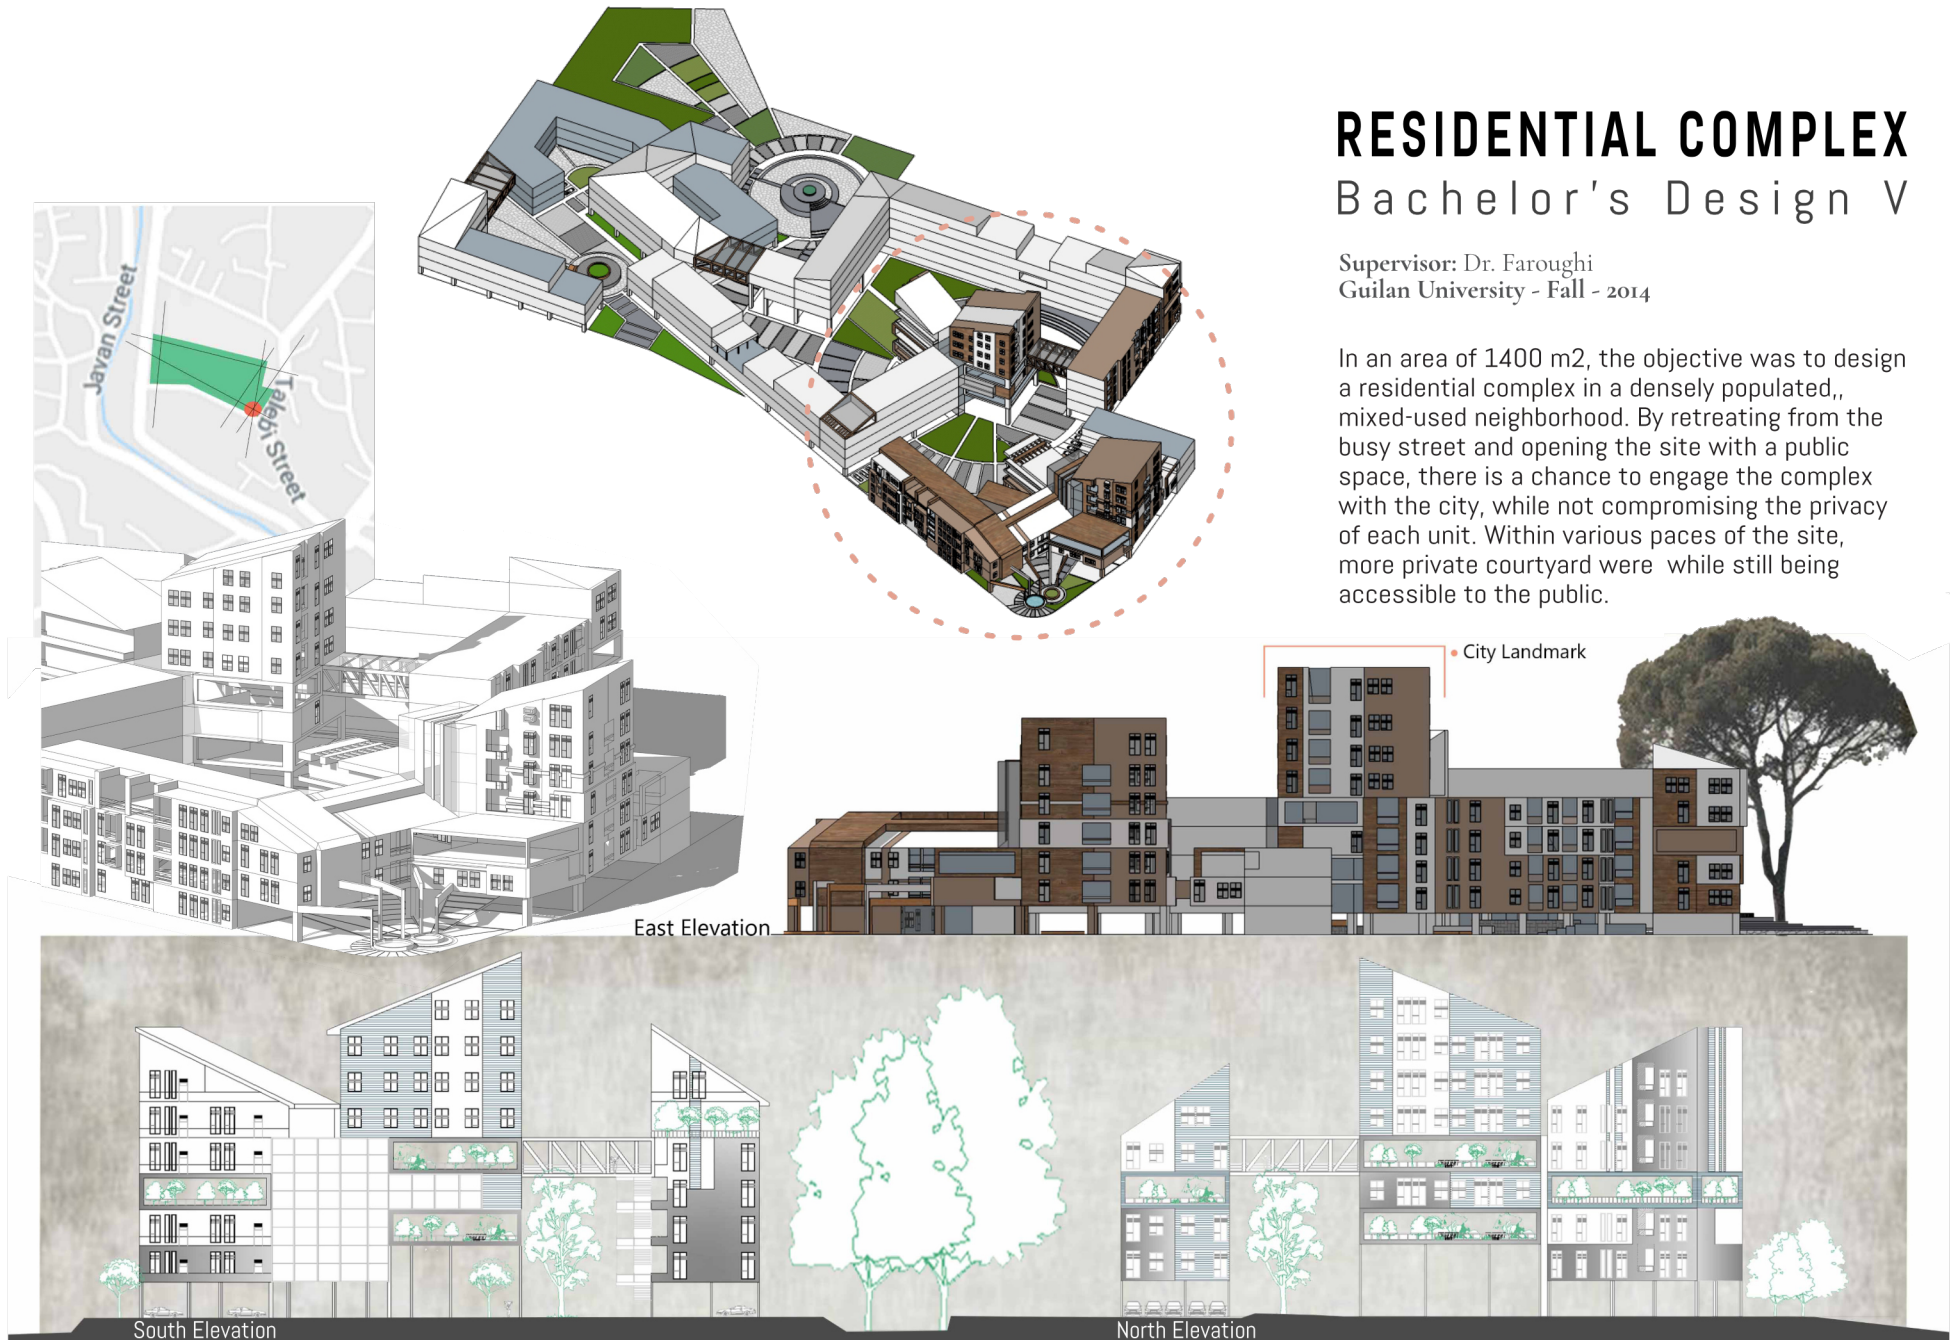 RESIDENTIAL COMPLEX
Bachelor's Design V
Supervisor: Dr. Faroughi
Guilan University - Fall - 2014
In an area of 1400 m2, the objective was to design
a residential complex in a densely populated,,
mixed-used neighborhood. By retreating from the
busy street and opening the site with a public
space, there is a chance to engage the complex
with the city, while not compromising the privacy
of each unit. Within various paces of the site,
more private courtyard were  while still being
accessible to the public.
Javan Street
Talebi Street
City Landmark
East Elevation
South Elevation
North Elevation